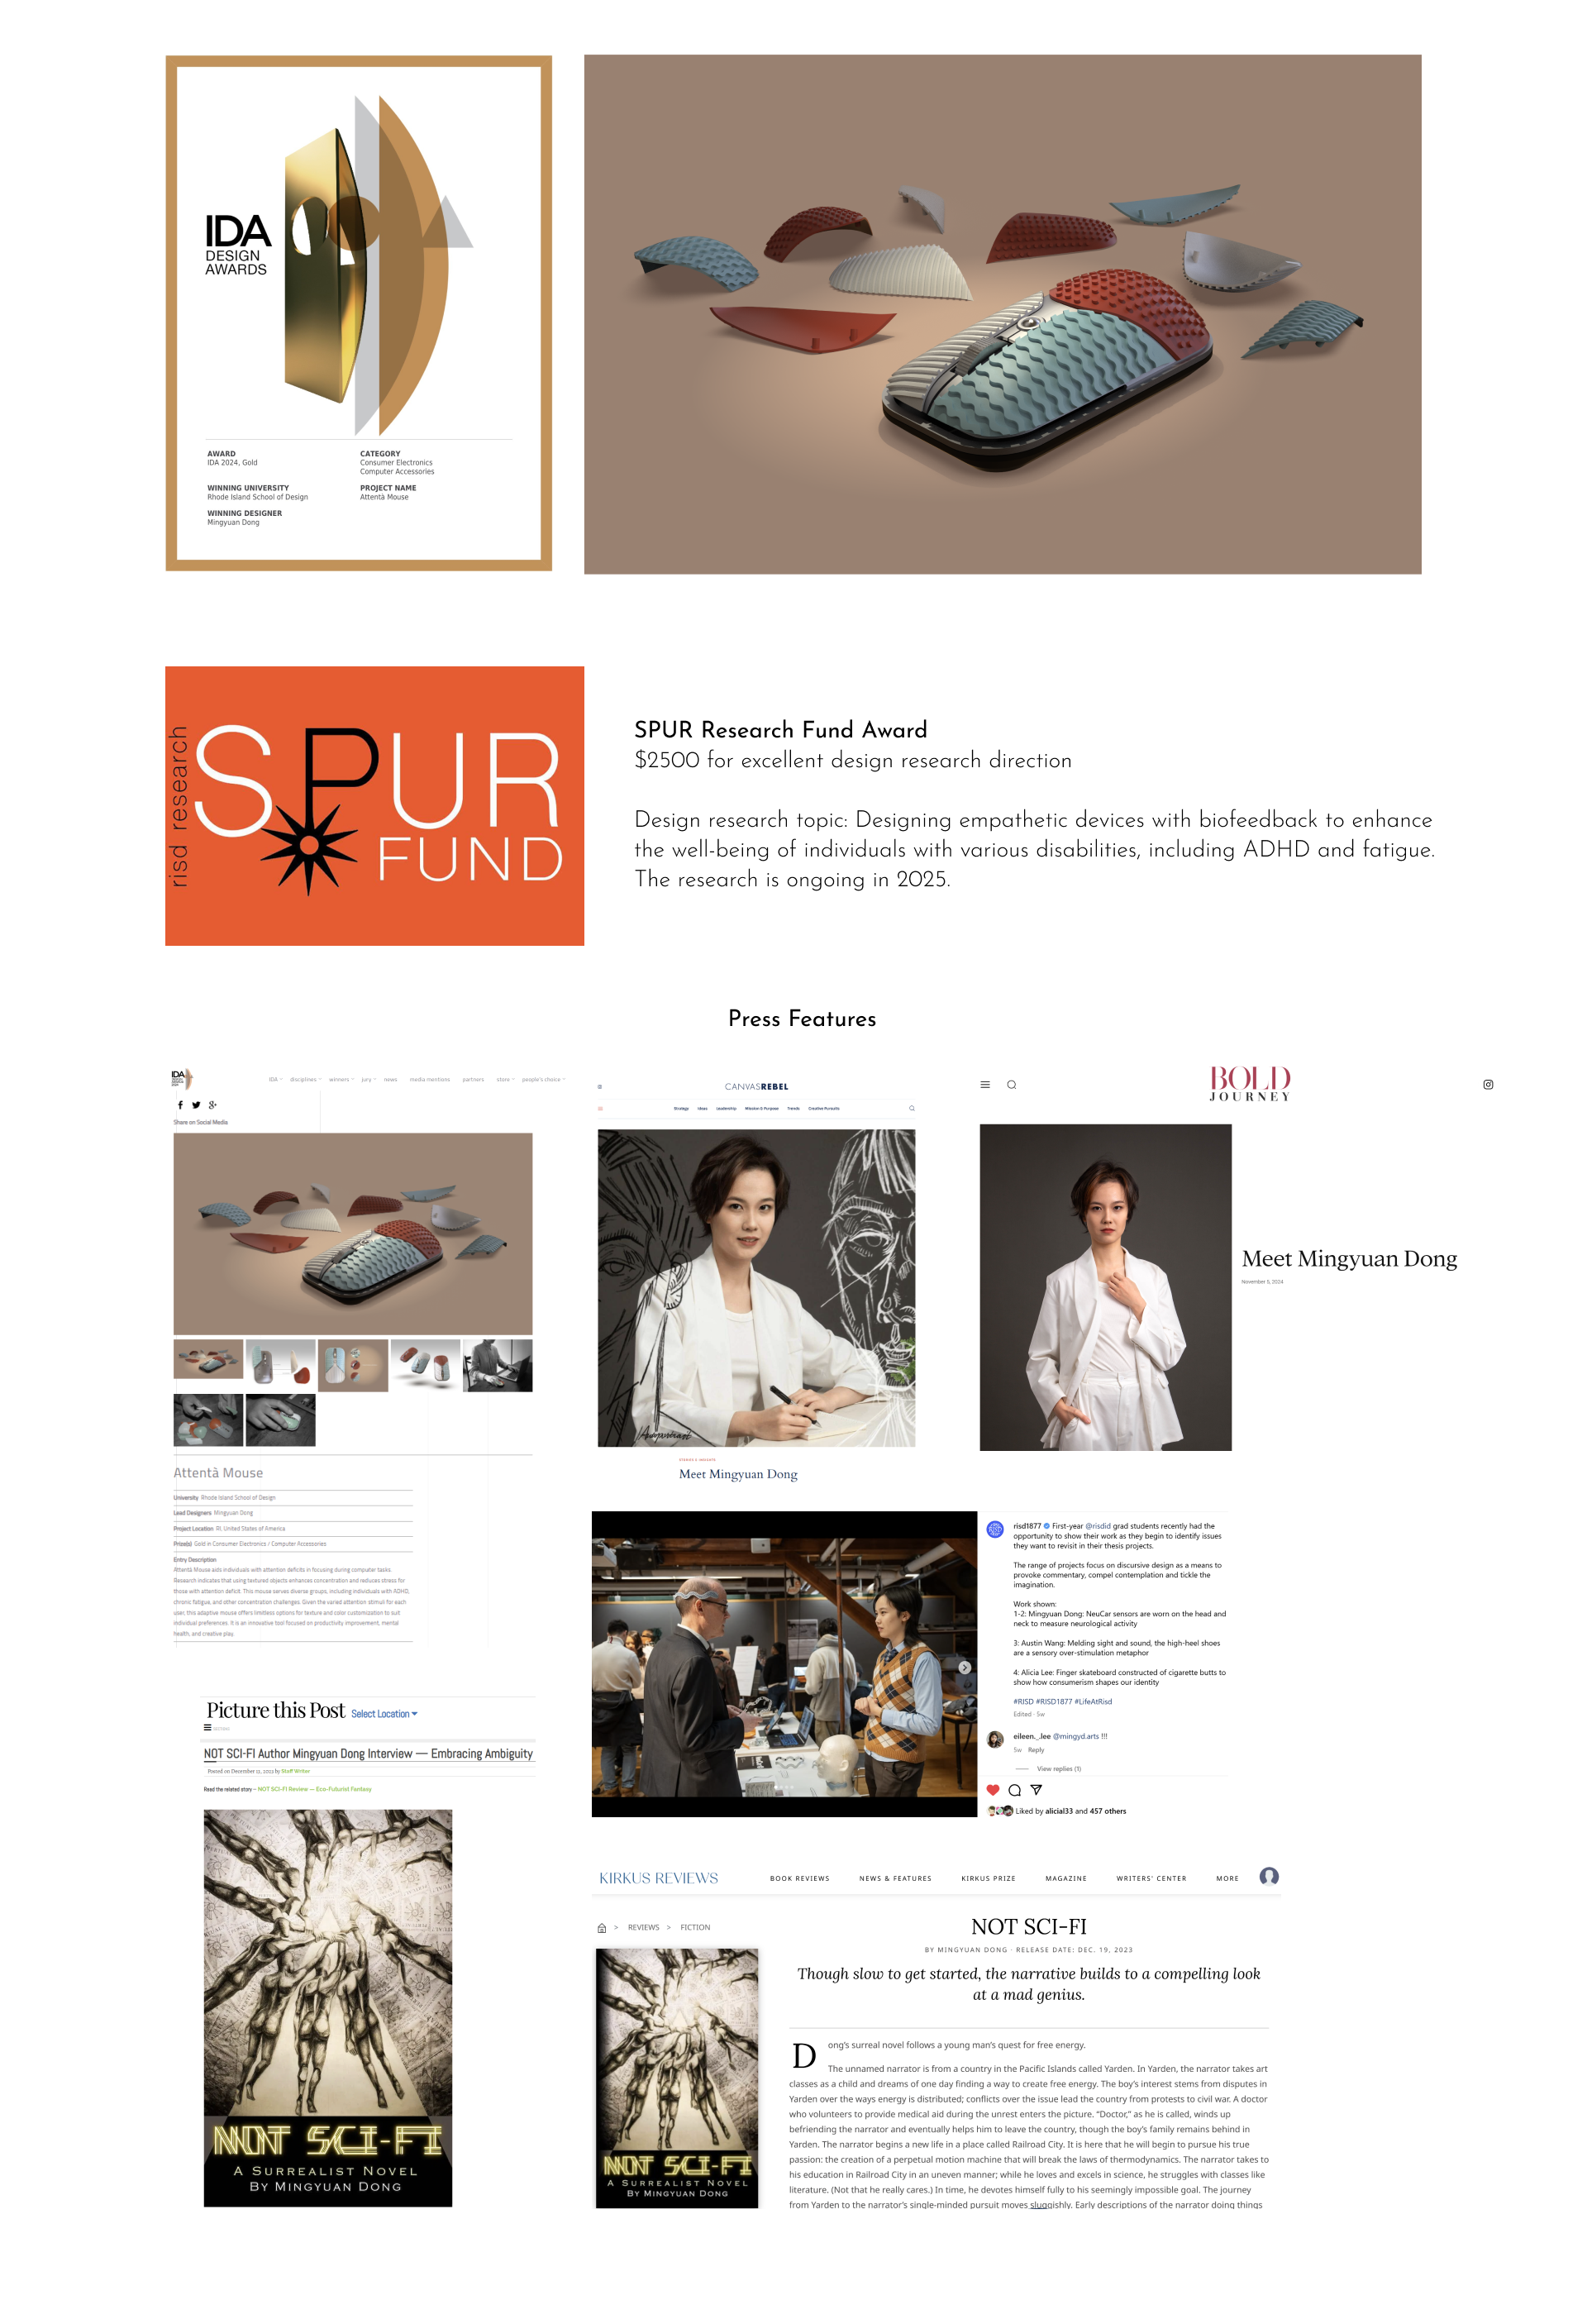 IDA
DESIGN
AWARDS
AWARD
IDA 2024, Gold
CATEGORY
Consumer Electronics
Computer Accessories
WINNING UNIVERSITY
Rhode Island School of Design
PROJECT NAME
Attentà Mouse
WINNING DESIGNER
Mingyuan Dong
risd research
SPUR
FUND
SPUR Research Fund Award
$2500 for excellent design research direction
Design research topic: Designing empathetic devices with biofeedback to enhance
the well-being of individuals with various disabilities, including ADHD and fatigue.
The research is ongoing in 2025.
Press Features
IDA
IDA disciplines winners jury news media mentions partners store people's choice
Share on Social Media
Attentà Mouse
University Rhode Island School of Design
Lead Designers Mingyuan Dong
Project Location RI, United States of America
Prize(s) Gold in Consumer Electronics / Computer Accessories
Entry Description
Attentà Mouse aids individuals with attention deficits in focusing during computer tasks.
Research indicates that using textured objects enhances concentration and reduces stress for
those with attention deficit. This mouse serves diverse groups, including individuals with ADHD,
chronic fatigue, and other concentration challenges. Given the varied attention stimuli for each
user, this adaptive mouse offers limitless options for texture and color customization to suit
individual preferences. It is an innovative tool focused on productivity improvement, mental
health, and creative play.
CANVASREBEL
Strategy Ideas Leadership Mission & Purpose Trends Creative Pursuits
Meet Mingyuan Dong
BOLD
JOURNEY
Meet Mingyuan Dong
November 5, 2024
risd1877 First-year @risdid grad students recently had the
opportunity to show their work as they begin to identify issues
they want to revisit in their thesis projects.
The range of projects focus on discursive design as a means to
provoke commentary, compel contemplation and tickle the
imagination.
Work shown:
1-2: Mingyuan Dong: NeuCar sensors are worn on the head and
neck to measure neurological activity
3: Austin Wang: Melding sight and sound, the high-heel shoes
are a sensory over-stimulation metaphor
4: Alicia Lee: Finger skateboard constructed of cigarette butts to
show how consumerism shapes our identity
#RISD #RISD1877 #LifeAtRisd
Edited · 5w
eileen._.lee @mingyd.arts !!!
5w Reply
View replies (1)
Liked by alicial33 and 457 others
Picture this Post Select Location
NOT SCI-FI Author Mingyuan Dong Interview — Embracing Ambiguity
Posted on December 12, 2023 by Staff Writer
Read the related story – NOT SCI-FI Review — Eco-Futurist Fantasy
NOT SCI-FI
A SURREALIST NOVEL
BY MINGYUAN DONG
KIRKUS REVIEWS
BOOK REVIEWS NEWS & FEATURES KIRKUS PRIZE MAGAZINE WRITERS' CENTER MORE
> REVIEWS > FICTION
NOT SCI-FI
BY MINGYUAN DONG · RELEASE DATE: DEC. 19, 2023
Though slow to get started, the narrative builds to a compelling look
at a mad genius.
Dong's surreal novel follows a young man's quest for free energy.
The unnamed narrator is from a country in the Pacific Islands called Yarden. In Yarden, the narrator takes art
classes as a child and dreams of one day finding a way to create free energy. The boy's interest stems from disputes in
Yarden over the ways energy is distributed; conflicts over the issue lead the country from protests to civil war. A doctor
who volunteers to provide medical aid during the unrest enters the picture. "Doctor," as he is called, winds up
befriending the narrator and eventually helps him to leave the country, though the boy's family remains behind in
Yarden. The narrator begins a new life in a place called Railroad City. It is here that he will begin to pursue his true
passion: the creation of a perpetual motion machine that will break the laws of thermodynamics. The narrator takes to
his education in Railroad City in an uneven manner; while he loves and excels in science, he struggles with classes like
literature. (Not that he really cares.) In time, he devotes himself fully to his seemingly impossible goal. The journey
from Yarden to the narrator's single-minded pursuit moves sluggishly. Early descriptions of the narrator doing things
NOT SCI-FI
A SURREALIST NOVEL
BY MINGYUAN DONG